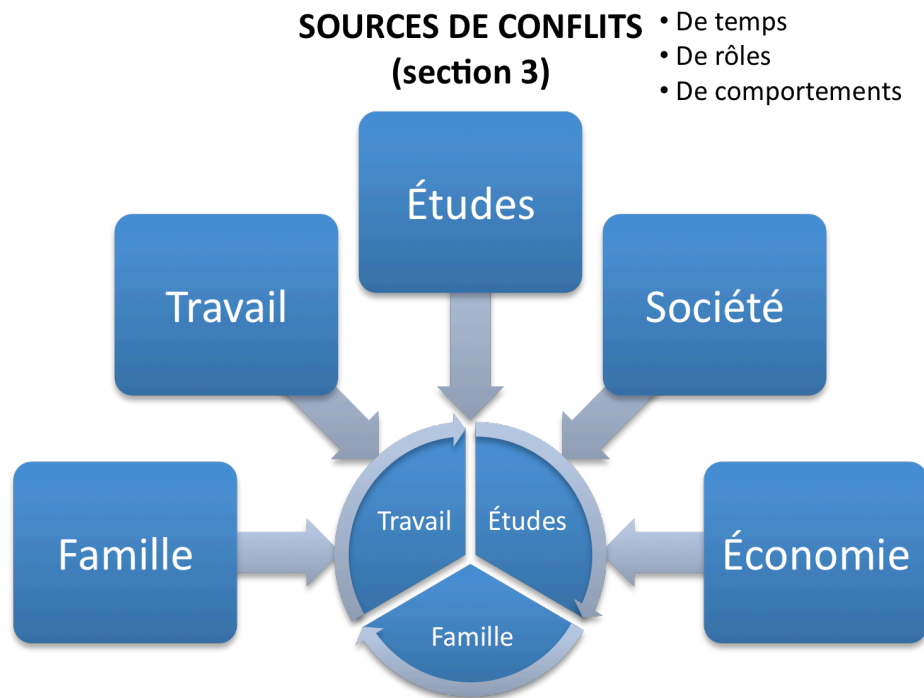 SOURCES DE CONFLITS
(section 3)
• De temps
• De rôles
• De comportements
Études
Travail
Société
Famille
Économie
Travail
Études
Famille